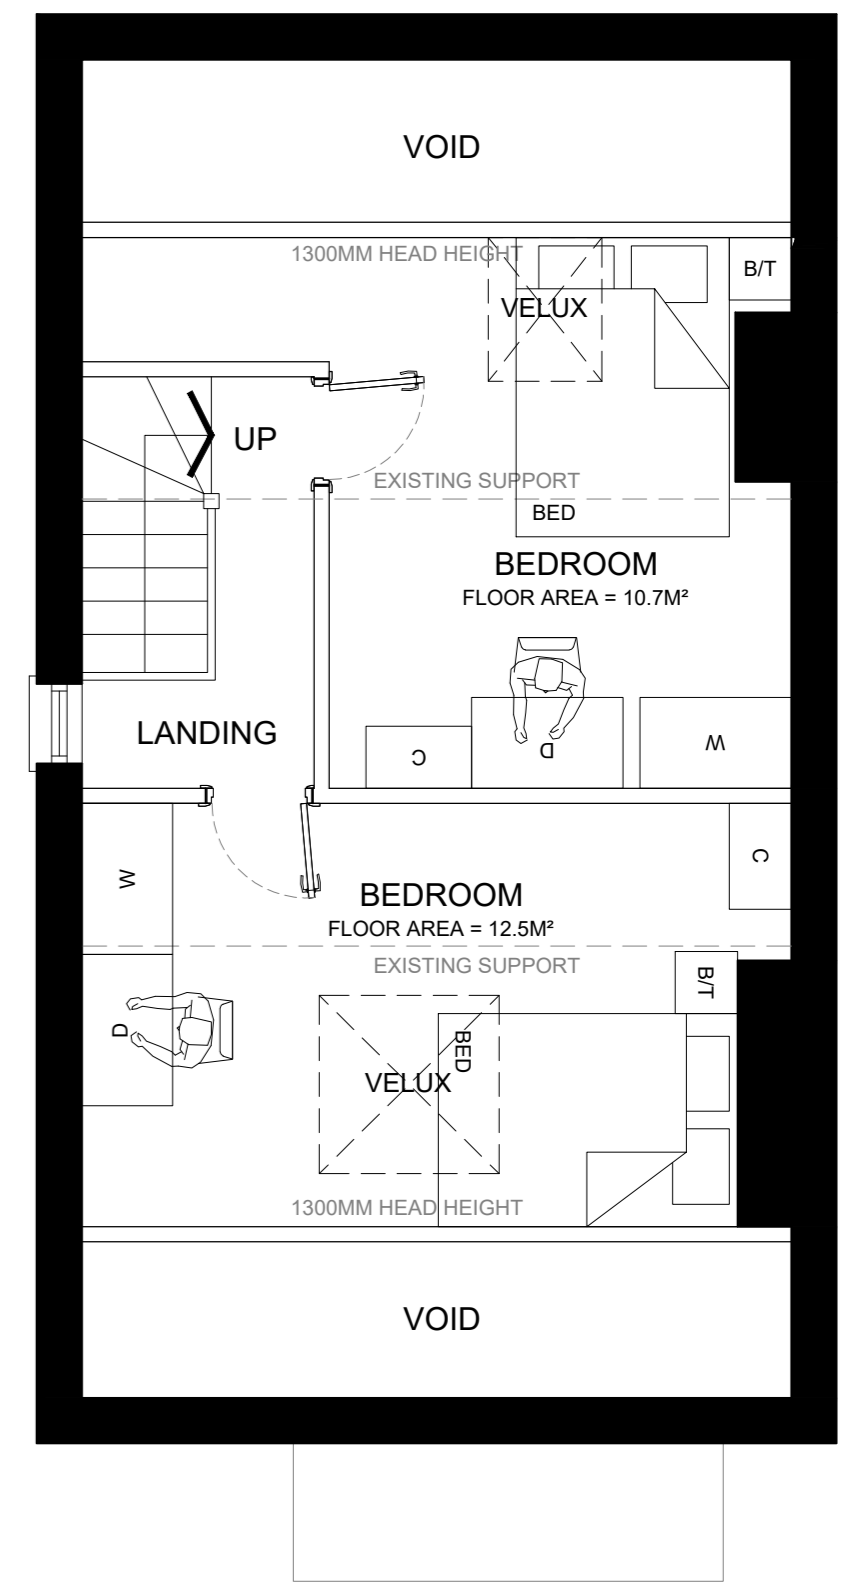 VOID
1300MM HEAD HEIGHT
B/T
VELUX
UP
EXISTING SUPPORT
BED
BEDROOM
FLOOR AREA = 10.7M²
LANDING
C
D
W
W
BEDROOM
FLOOR AREA = 12.5M²
C
EXISTING SUPPORT
B/T
D
BED
VELUX
1300MM HEAD HEIGHT
VOID